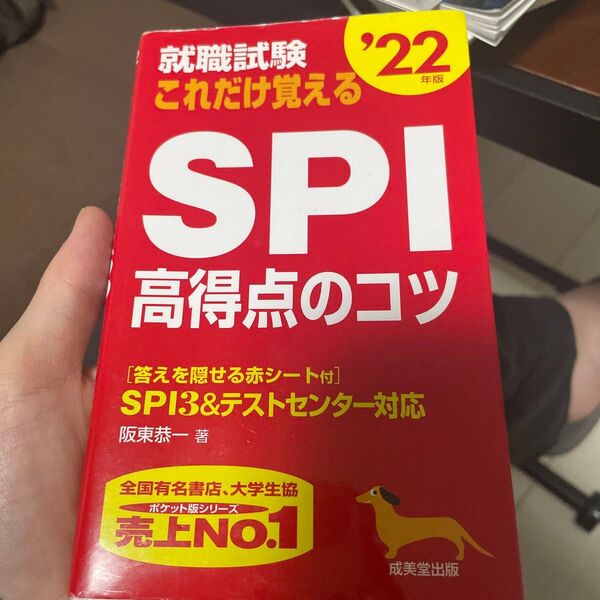 就職試験
これだけ覚える
'22
年版
SPI
高得点のコツ
[答えを隠せる赤シート付]
SPI3&テストセンター対応
阪東恭一 著
全国有名書店、大学生協
ポケット版シリーズ
売上NO.1
成美堂出版